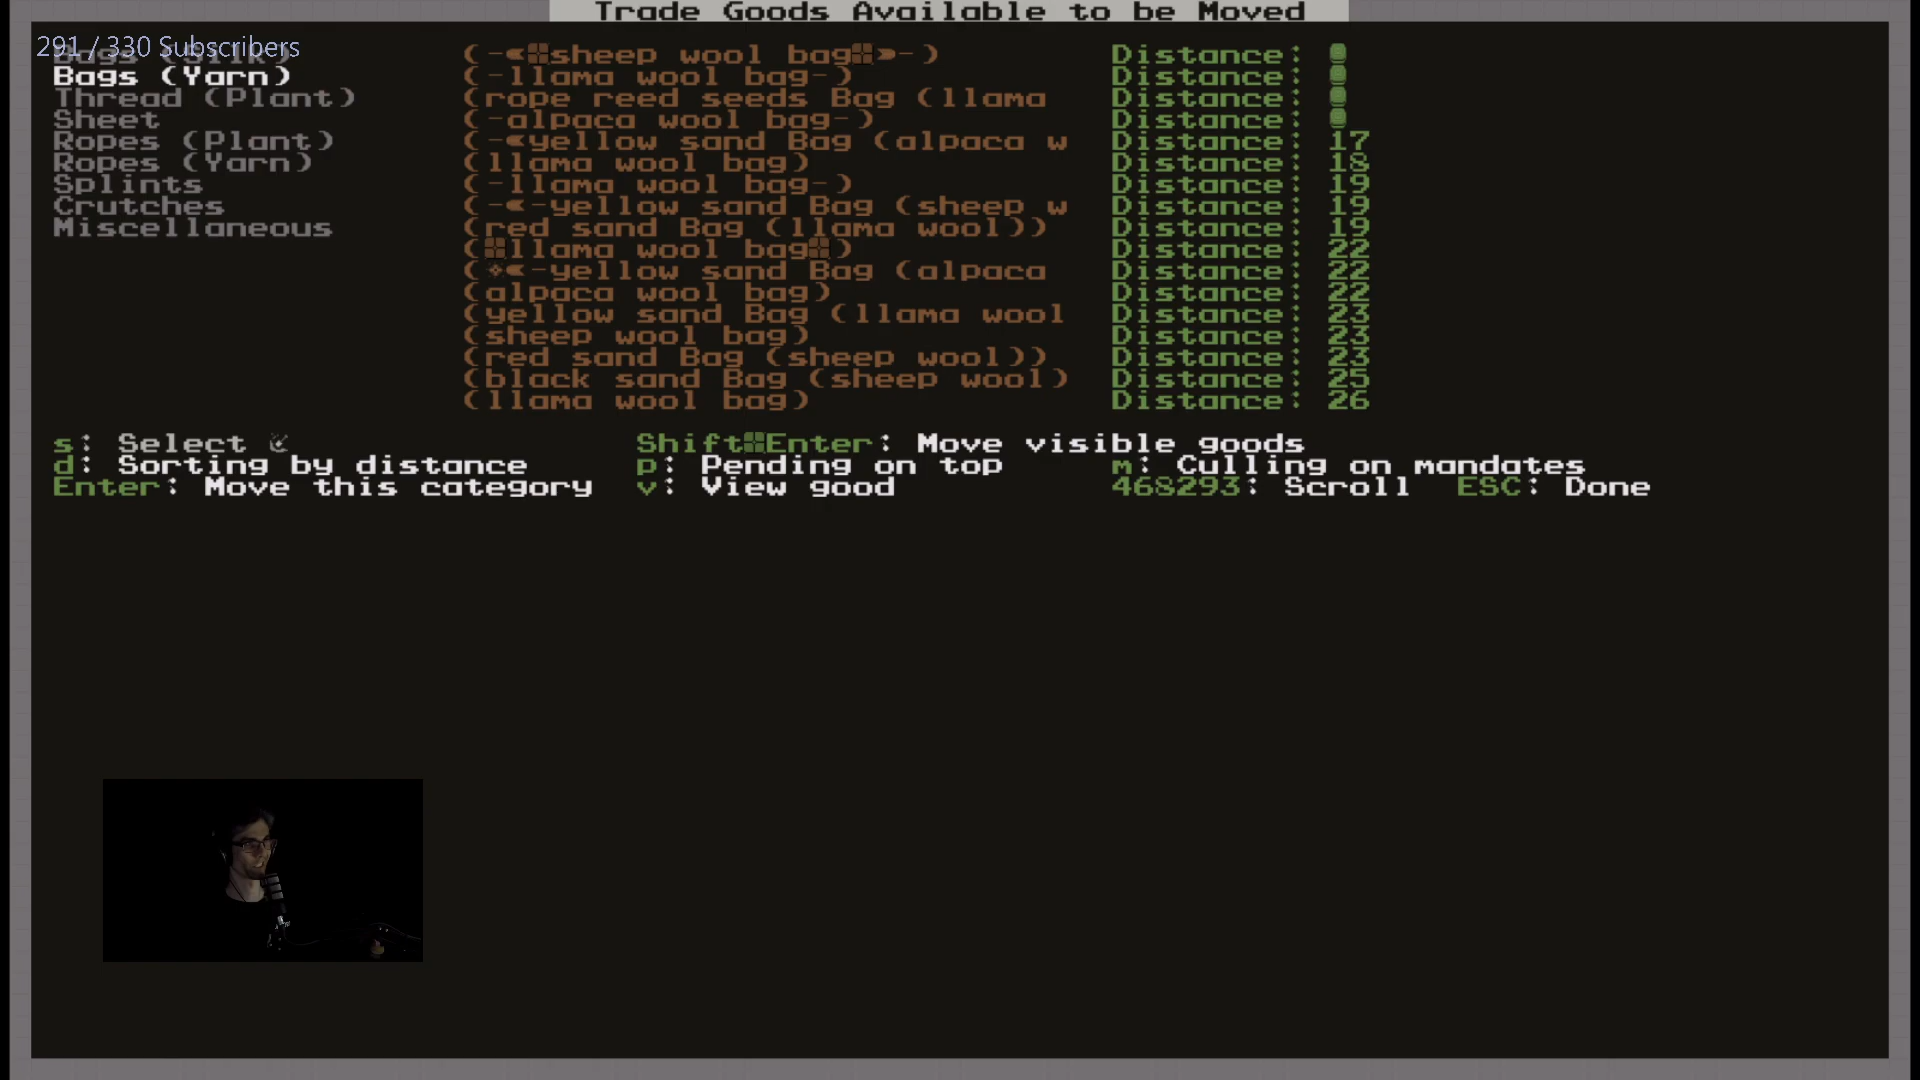 Trade Goods Available to be Moved
291 / 330 Subscribers
Bags (Silk) (-«☼sheep wool bag☼»-) Distance: 0
Bags (Yarn) (-llama wool bag-) Distance: 0
Thread (Plant) (rope reed seeds Bag (llama Distance: 0
Sheet (-alpaca wool bag-) Distance: 0
Ropes (Plant) (-«yellow sand Bag (alpaca w Distance: 17
Ropes (Yarn) (llama wool bag) Distance: 18
Splints (-llama wool bag-) Distance: 19
Crutches (-«-yellow sand Bag (sheep w Distance: 19
Miscellaneous (red sand Bag (llama wool)) Distance: 19
(llama wool bag) Distance: 22
(«-yellow sand Bag (alpaca Distance: 22
(alpaca wool bag) Distance: 22
(yellow sand Bag (llama wool Distance: 23
(sheep wool bag) Distance: 23
(red sand Bag (sheep wool)) Distance: 23
(black sand Bag (sheep wool) Distance: 25
(llama wool bag) Distance: 26
s: Select Shift+Enter: Move visible goods
d: Sorting by distance p: Pending on top m: Culling on mandates
Enter: Move this category v: View good 468293: Scroll ESC: Done